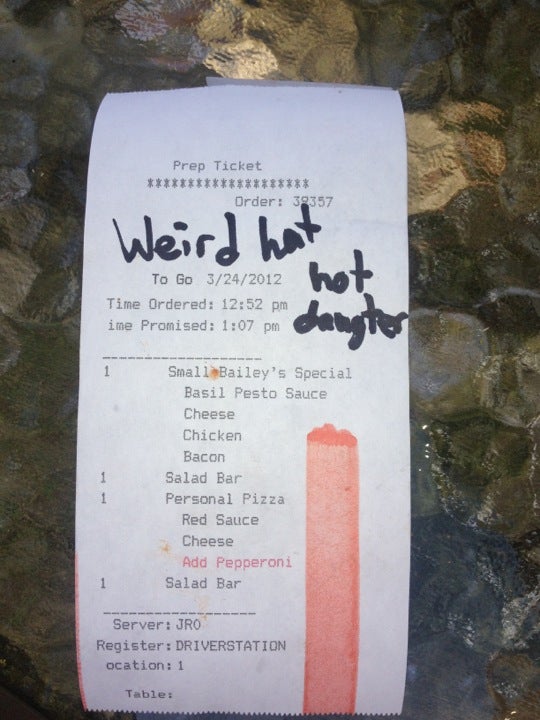 Prep Ticket
********************
Order: 38357
Weird hat
hot
daugter
To Go 3/24/2012
Time Ordered: 12:52 pm
ime Promised: 1:07 pm
1 Small Bailey's Special
Basil Pesto Sauce
Cheese
Chicken
Bacon
1 Salad Bar
1 Personal Pizza
Red Sauce
Cheese
Add Pepperoni
1 Salad Bar
Server: JRO
Register: DRIVERSTATION
ocation: 1
Table: